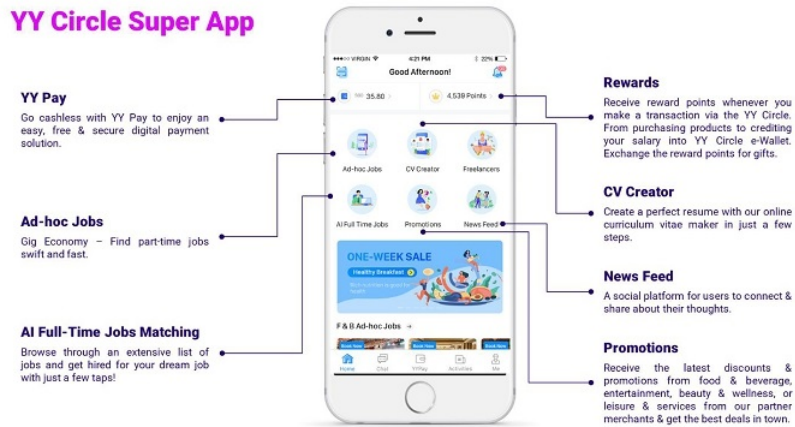 YY Circle Super App
YY Pay
Go cashless with YY Pay to enjoy an
easy, free & secure digital payment
solution.
Ad-hoc Jobs
Gig Economy – Find part-time jobs
swift and fast.
AI Full-Time Jobs Matching
Browse through an extensive list of
jobs and get hired for your dream job
with just a few taps!
VIRGIN 4:21 PM 22%
Good Afternoon!
35.80 4,539 Points
Ad-hoc Jobs CV Creator Freelancers
AI Full Time Jobs Promotions News Feed
ONE-WEEK SALE
Healthy Breakfast
F & B Ad-hoc Jobs
Book Now Book Now Book Now
Home Chat YYPay Activities Me
Rewards
Receive reward points whenever you
make a transaction via the YY Circle.
From purchasing products to crediting
your salary into YY Circle e-Wallet.
Exchange the reward points for gifts.
CV Creator
Create a perfect resume with our online
curriculum vitae maker in just a few
steps.
News Feed
A social platform for users to connect &
share about their thoughts.
Promotions
Receive the latest discounts &
promotions from food & beverage,
entertainment, beauty & wellness, or
leisure & services from our partner
merchants & get the best deals in town.